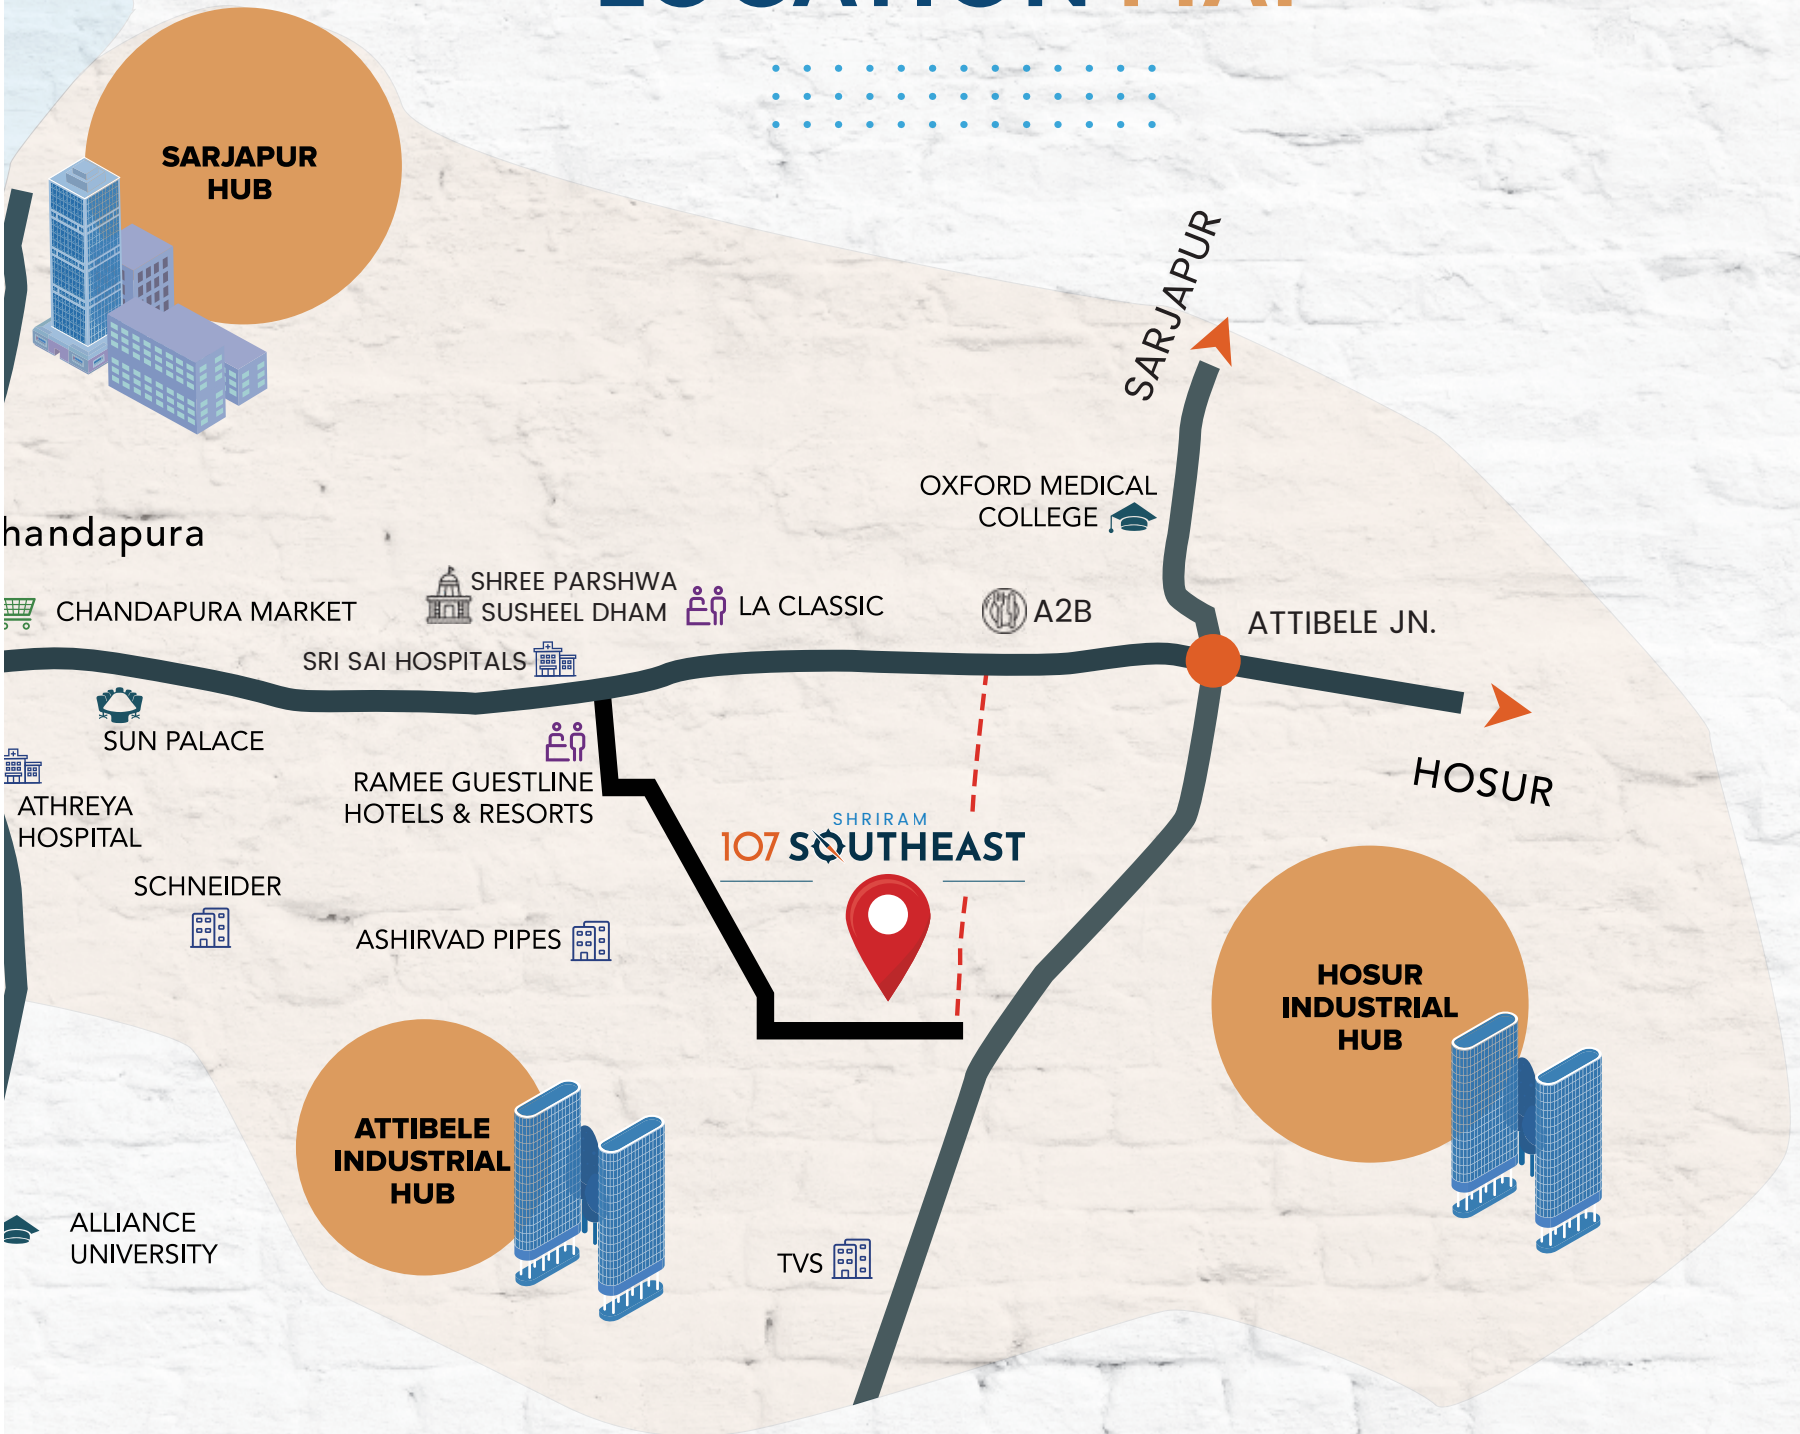 LOCATION MAP
SARJAPUR
HUB
SARJAPUR
OXFORD MEDICAL
COLLEGE
handapura
CHANDAPURA MARKET
SHREE PARSHWA
SUSHEEL DHAM
LA CLASSIC
A2B
ATTIBELE JN.
SRI SAI HOSPITALS
SUN PALACE
HOSUR
RAMEE GUESTLINE
HOTELS & RESORTS
ATHREYA
HOSPITAL
SHRIRAM
107 SOUTHEAST
SCHNEIDER
ASHIRVAD PIPES
HOSUR
INDUSTRIAL
HUB
ATTIBELE
INDUSTRIAL
HUB
ALLIANCE
UNIVERSITY
TVS